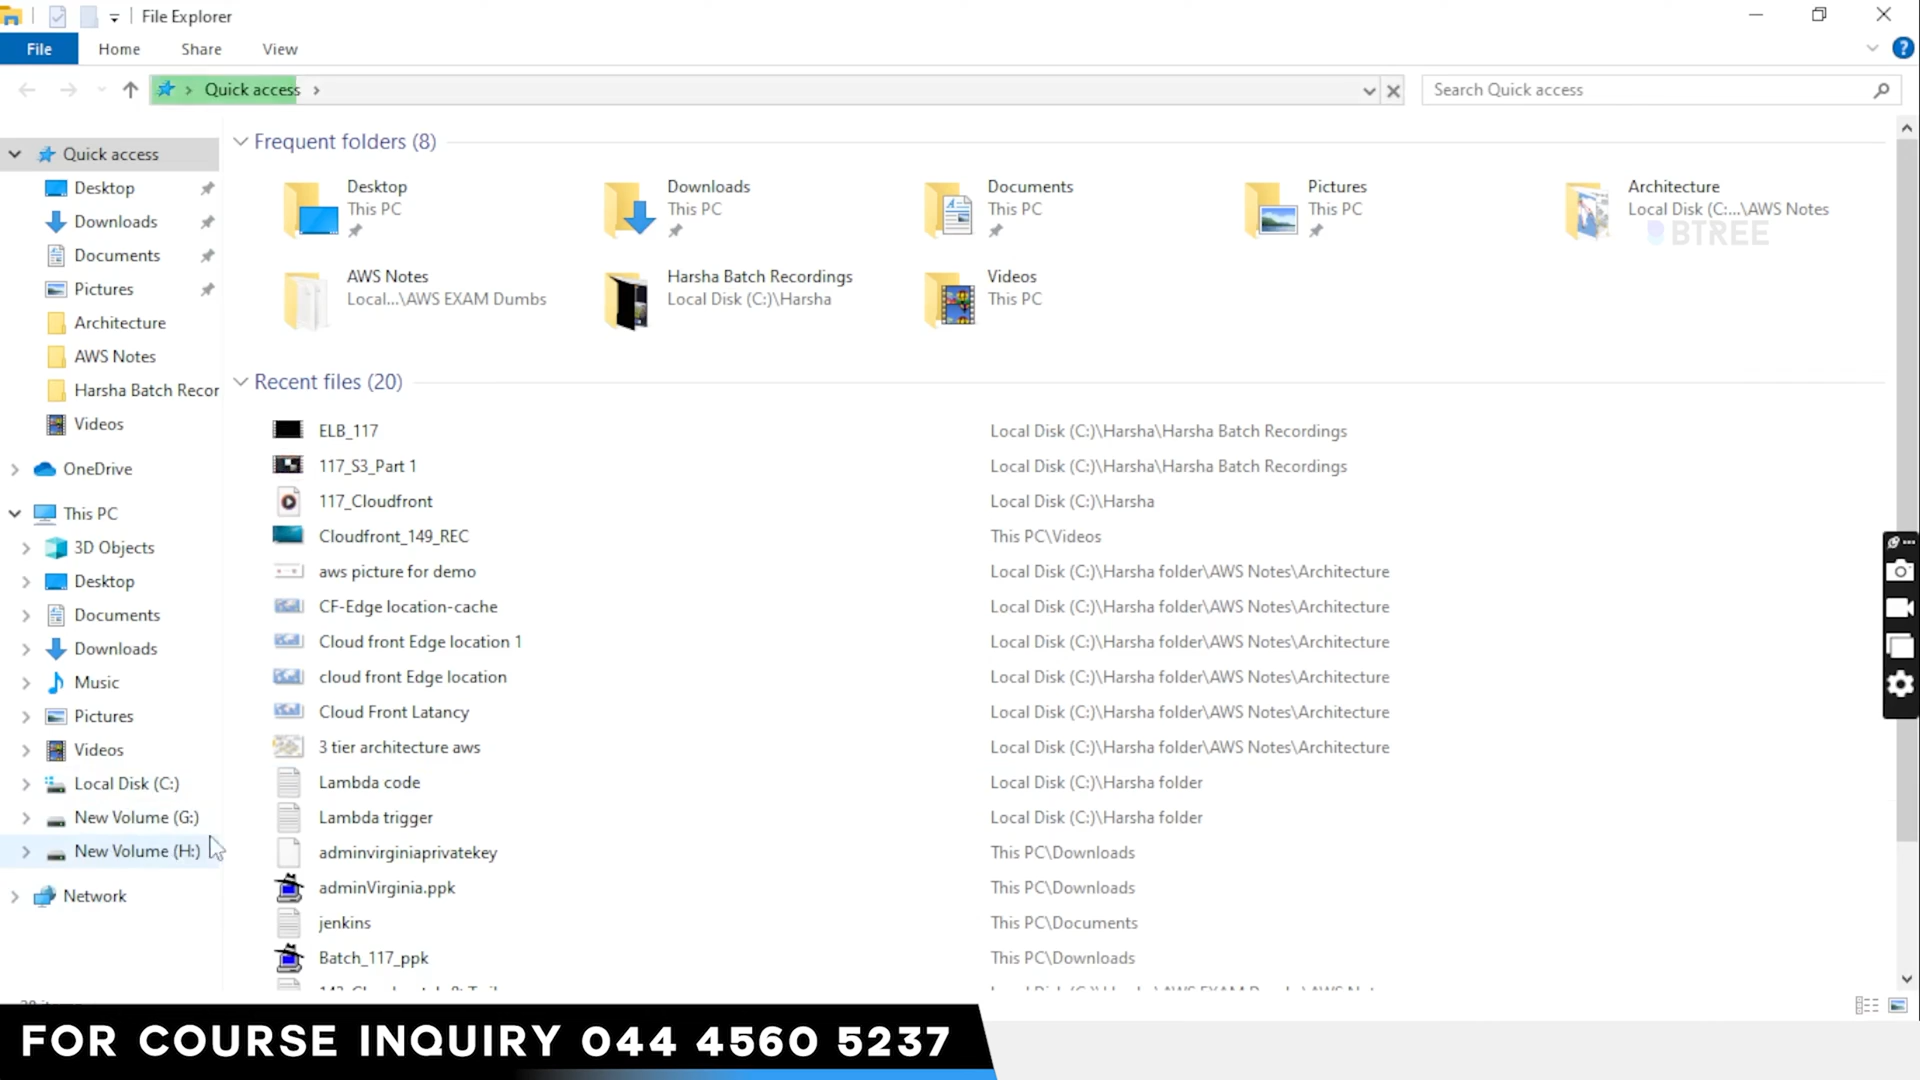 File Explorer
File Home Share View
Quick access
Search Quick access
Quick access
Desktop
Downloads
Documents
Pictures
Architecture
AWS Notes
Harsha Batch Recor
Videos
OneDrive
This PC
3D Objects
Desktop
Documents
Downloads
Music
Pictures
Videos
Local Disk (C:)
New Volume (G:)
New Volume (H:)
Network
Frequent folders (8)
Desktop
This PC
Downloads
This PC
Documents
This PC
Pictures
This PC
Architecture
Local Disk (C:...\AWS Notes
BTREE
AWS Notes
Local...\AWS EXAM Dumbs
Harsha Batch Recordings
Local Disk (C:)\Harsha
Videos
This PC
Recent files (20)
ELB_117 Local Disk (C:)\Harsha\Harsha Batch Recordings
117_S3_Part 1 Local Disk (C:)\Harsha\Harsha Batch Recordings
117_Cloudfront Local Disk (C:)\Harsha
Cloudfront_149_REC This PC\Videos
aws picture for demo Local Disk (C:)\Harsha folder\AWS Notes\Architecture
CF-Edge location-cache Local Disk (C:)\Harsha folder\AWS Notes\Architecture
Cloud front Edge location 1 Local Disk (C:)\Harsha folder\AWS Notes\Architecture
cloud front Edge location Local Disk (C:)\Harsha folder\AWS Notes\Architecture
Cloud Front Latancy Local Disk (C:)\Harsha folder\AWS Notes\Architecture
3 tier architecture aws Local Disk (C:)\Harsha folder\AWS Notes\Architecture
Lambda code Local Disk (C:)\Harsha folder
Lambda trigger Local Disk (C:)\Harsha folder
adminvirginiaprivatekey This PC\Downloads
adminVirginia.ppk This PC\Downloads
jenkins This PC\Documents
Batch_117_ppk This PC\Downloads
FOR COURSE INQUIRY 044 4560 5237